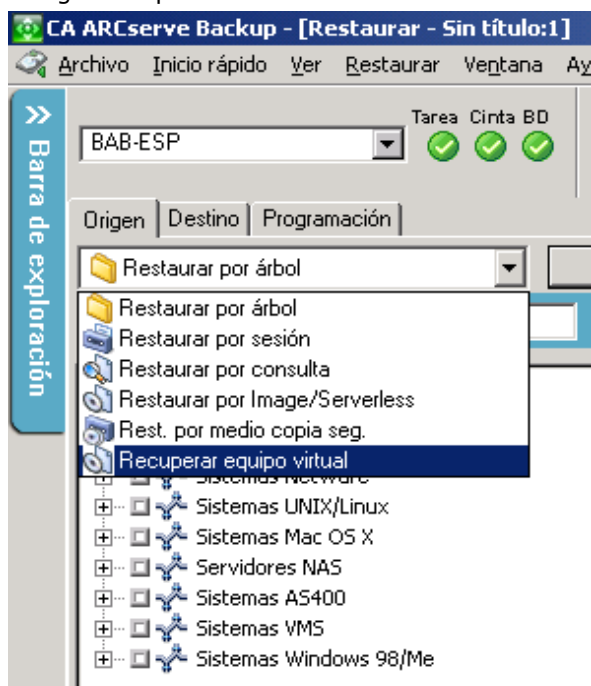 CA ARCserve Backup - [Restaurar - Sin título:1]
Archivo Inicio rápido Ver Restaurar Ventana Ay
Tarea Cinta BD
BAB-ESP
Barra de exploración
Origen Destino Programación
Restaurar por árbol
Restaurar por árbol
Restaurar por sesión
Restaurar por consulta
Restaurar por Image/Serverless
Rest. por medio copia seg.
Recuperar equipo virtual
Sistemas Netware
Sistemas UNIX/Linux
Sistemas Mac OS X
Servidores NAS
Sistemas AS400
Sistemas VMS
Sistemas Windows 98/Me